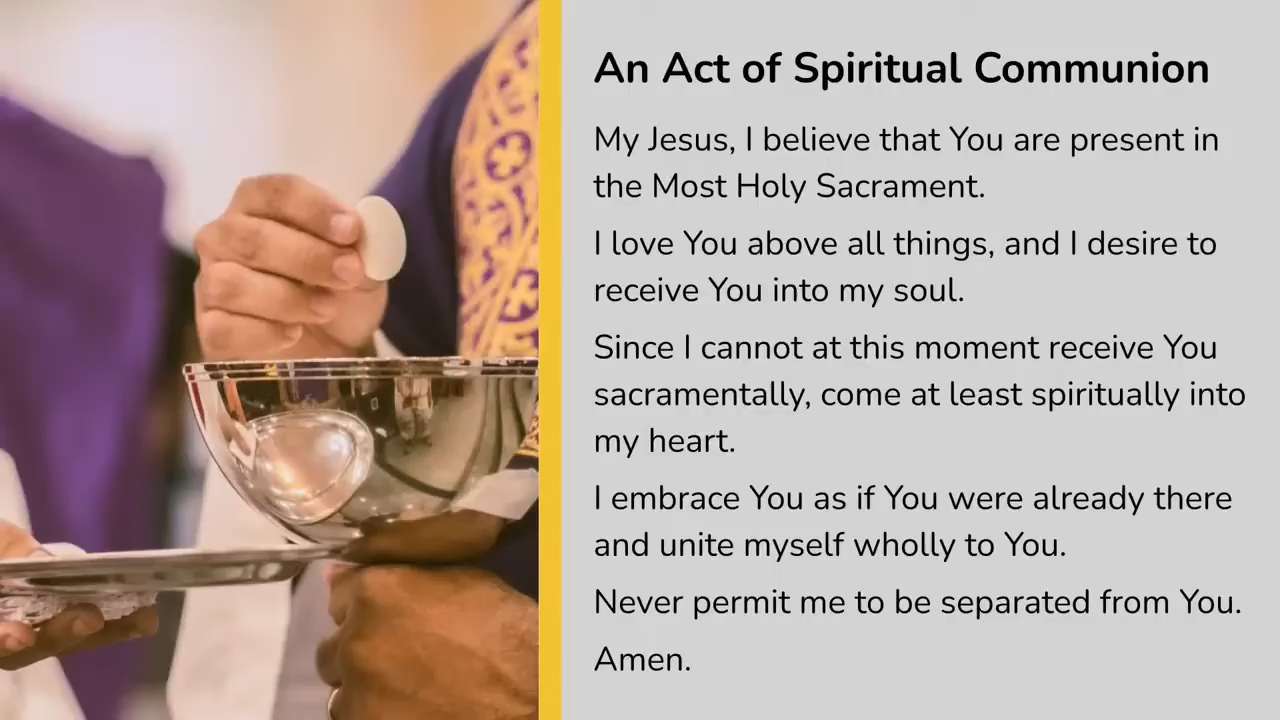 An Act of Spiritual Communion
My Jesus, I believe that You are present in
the Most Holy Sacrament.
I love You above all things, and I desire to
receive You into my soul.
Since I cannot at this moment receive You
sacramentally, come at least spiritually into
my heart.
I embrace You as if You were already there
and unite myself wholly to You.
Never permit me to be separated from You.
Amen.